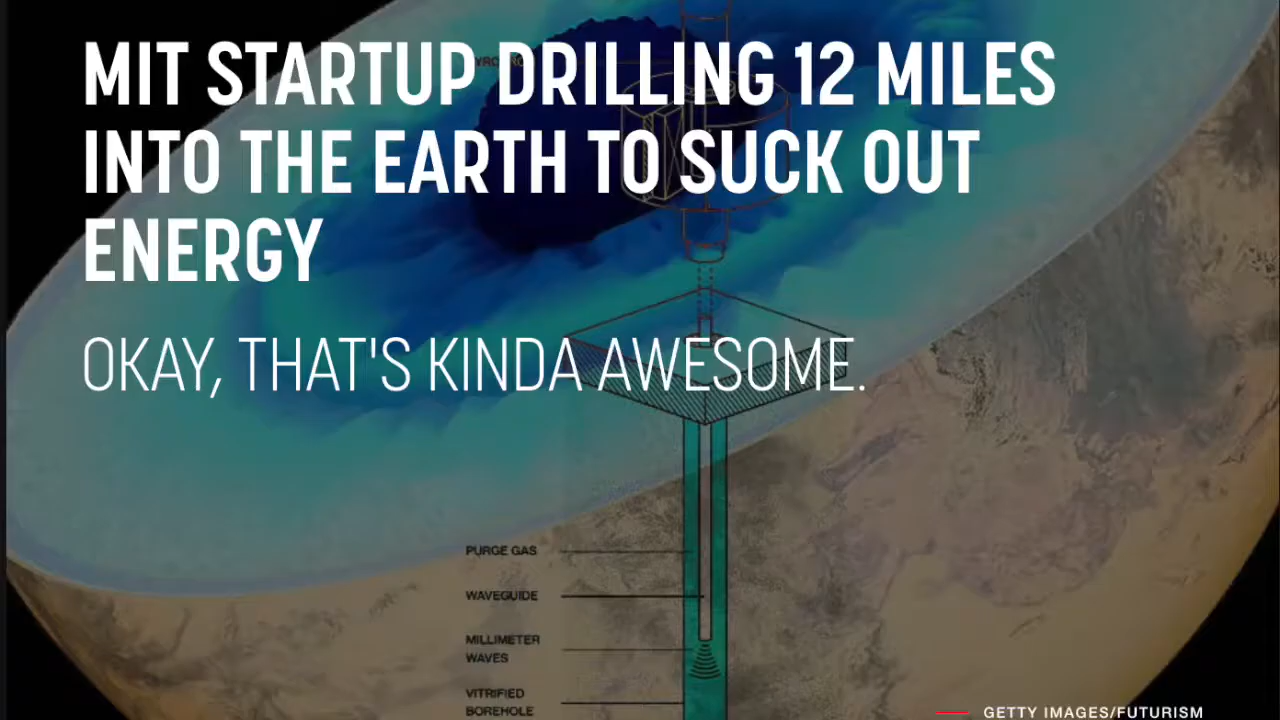 MIT STARTUP DRILLING 12 MILES
INTO THE EARTH TO SUCK OUT
ENERGY
OKAY, THAT'S KINDA AWESOME.
PURGE GAS
WAVEGUIDE
MILLIMETER
WAVES
VITRIFIED
BOREHOLE
GETTY IMAGES/FUTURISM